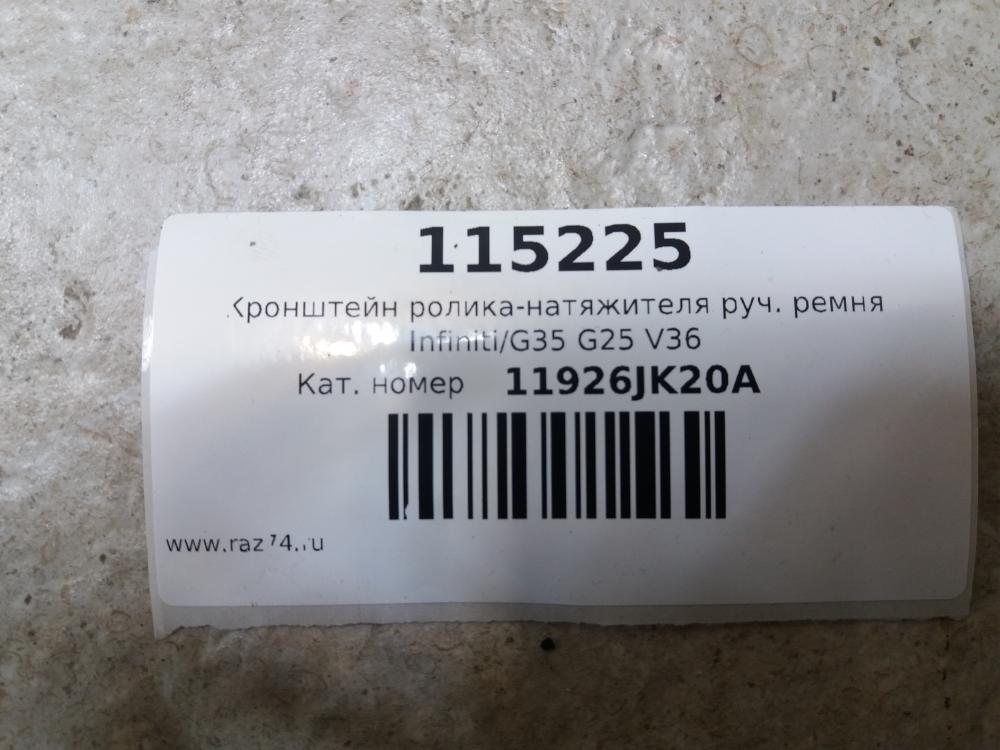 115225
Кронштейн ролика-натяжителя руч. ремня
Infiniti/G35 G25 V36
Кат. номер 11926JK20A
www.raz74.ru